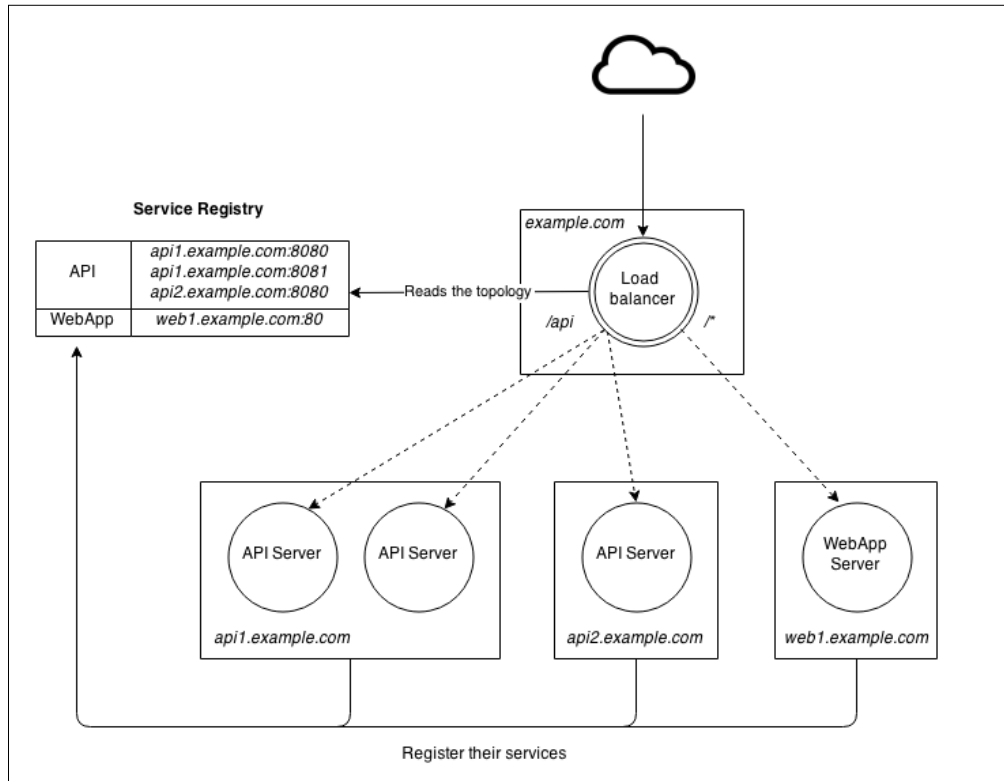 Service Registry
API
api1.example.com:8080
api1.example.com:8081
api2.example.com:8080
WebApp
web1.example.com:80
example.com
Load
balancer
Reads the topology
/api
/*
API Server
API Server
api1.example.com
API Server
api2.example.com
WebApp
Server
web1.example.com
Register their services